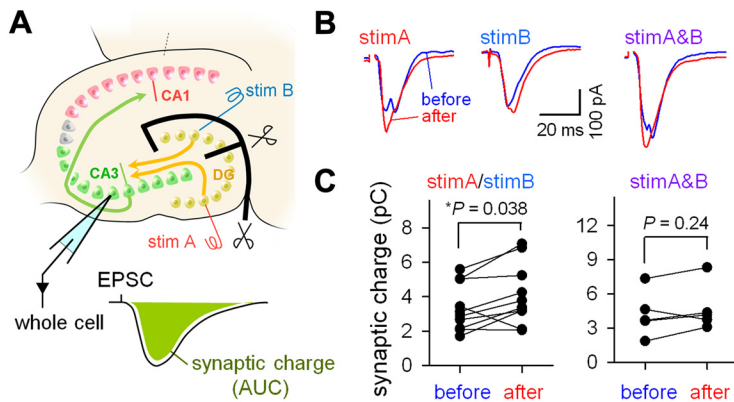 A
CA1
stim B
CA3
DG
stim A
whole cell
EPSC
synaptic charge
(AUC)
B
stimA
stimB
stimA&B
before
after
20 ms
100 pA
C
stimA/stimB
stimA&B
synaptic charge (pC)
*P = 0.038
P = 0.24
8
6
4
2
0
12
9
6
3
0
before
after
before
after